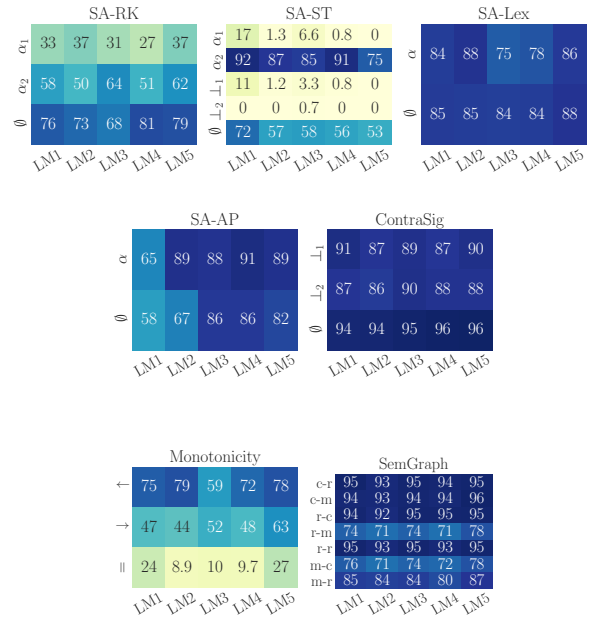 SA-RK
α1 33 37 31 27 37
α2 58 50 64 51 62
∅ 76 73 68 81 79
LM1 LM2 LM3 LM4 LM5
SA-ST
α1 17 1.3 6.6 0.8 0
α2 92 87 85 91 75
⊥1 11 1.2 3.3 0.8 0
⊥2 0 0 0.7 0 0
∅ 72 57 58 56 53
LM1 LM2 LM3 LM4 LM5
SA-Lex
α 84 88 75 78 86
∅ 85 85 84 84 88
LM1 LM2 LM3 LM4 LM5
SA-AP
α 65 89 88 91 89
∅ 58 67 86 86 82
LM1 LM2 LM3 LM4 LM5
ContraSig
⊥1 91 87 89 87 90
⊥2 87 86 90 88 88
∅ 94 94 95 96 96
LM1 LM2 LM3 LM4 LM5
Monotonicity
← 75 79 59 72 78
→ 47 44 52 48 63
= 24 8.9 10 9.7 27
LM1 LM2 LM3 LM4 LM5
SemGraph
c-r 95 93 95 94 95
c-m 94 93 94 94 96
r-c 94 92 95 95 95
r-m 74 71 74 71 78
r-r 95 93 95 93 95
m-c 76 71 74 72 78
m-r 85 84 84 80 87
LM1 LM2 LM3 LM4 LM5